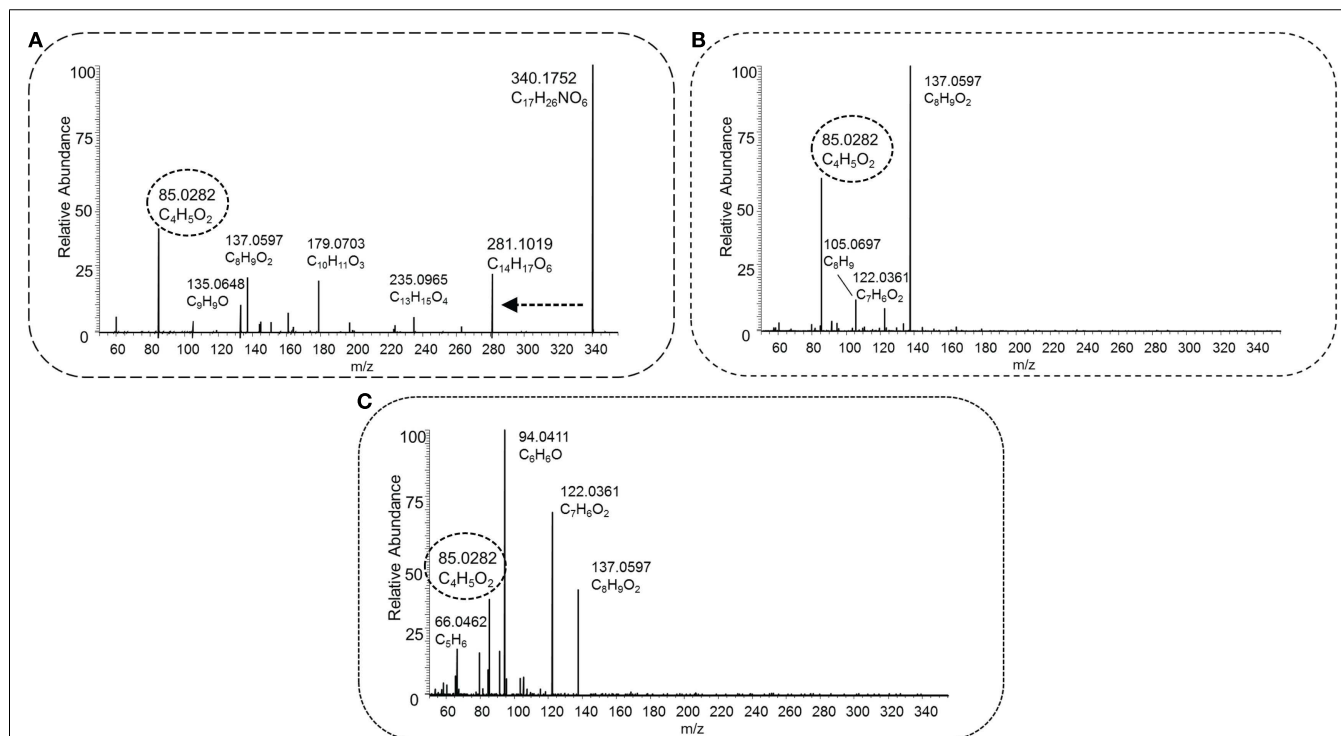 A
Relative Abundance
100
75
50
25
0
340.1752
C₁₇H₂₆NO₆
85.0282
C₄H₅O₂
137.0597
C₈H₉O₂
135.0648
C₉H₉O
179.0703
C₁₀H₁₁O₃
235.0965
C₁₃H₁₅O₄
281.1019
C₁₄H₁₇O₆
60 80 100 120 140 160 180 200 220 240 260 280 300 320 340
m/z
B
Relative Abundance
100
75
50
25
0
137.0597
C₈H₉O₂
85.0282
C₄H₅O₂
105.0697
C₈H₉
122.0361
C₇H₆O₂
60 80 100 120 140 160 180 200 220 240 260 280 300 320 340
m/z
C
Relative Abundance
100
75
50
25
0
94.0411
C₆H₆O
122.0361
C₇H₆O₂
85.0282
C₄H₅O₂
137.0597
C₈H₉O₂
66.0462
C₅H₆
60 80 100 120 140 160 180 200 220 240 260 280 300 320 340
m/z